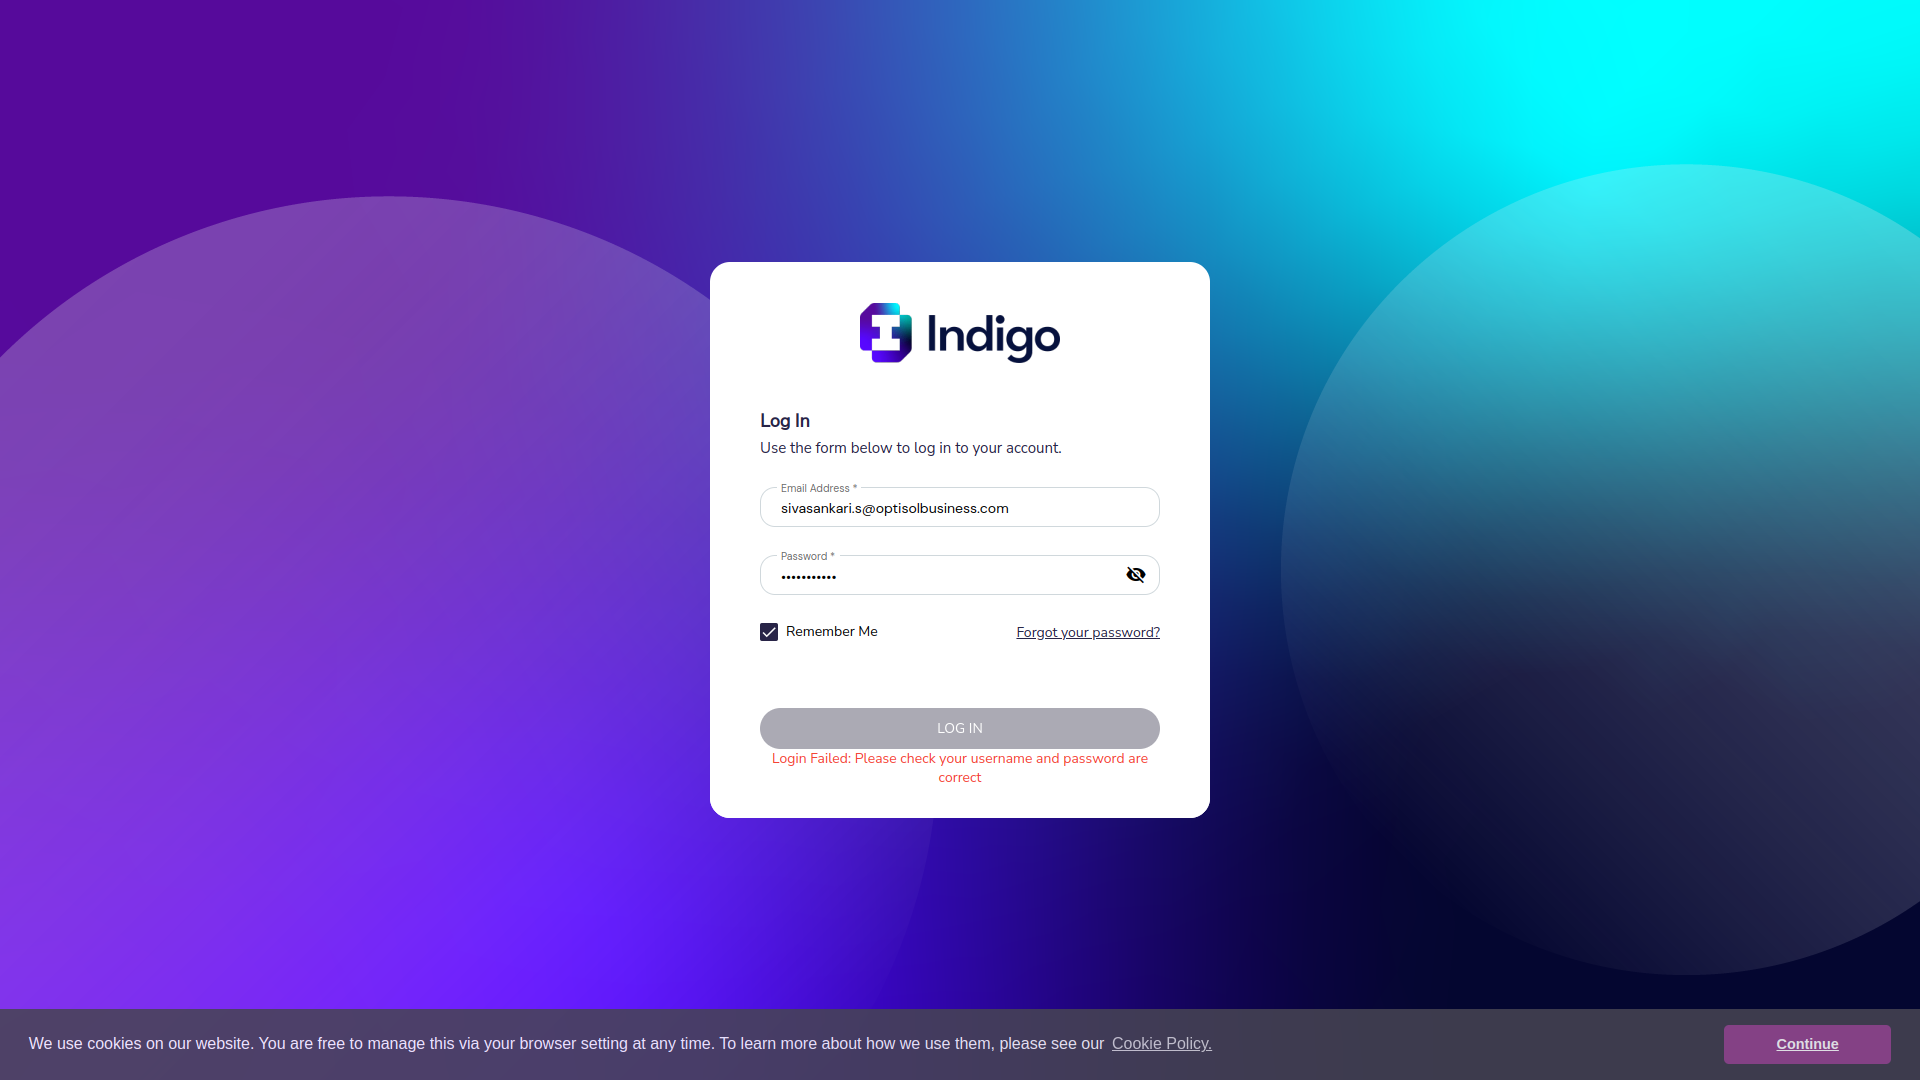 Indigo
Log In
Use the form below to log in to your account.
Email Address *
sivasankari.s@optisolbusiness.com
Password *
•••••••••••
Remember Me
Forgot your password?
LOG IN
Login Failed: Please check your username and password are
correct
We use cookies on our website. You are free to manage this via your browser setting at any time. To learn more about how we use them, please see our Cookie Policy.
Continue